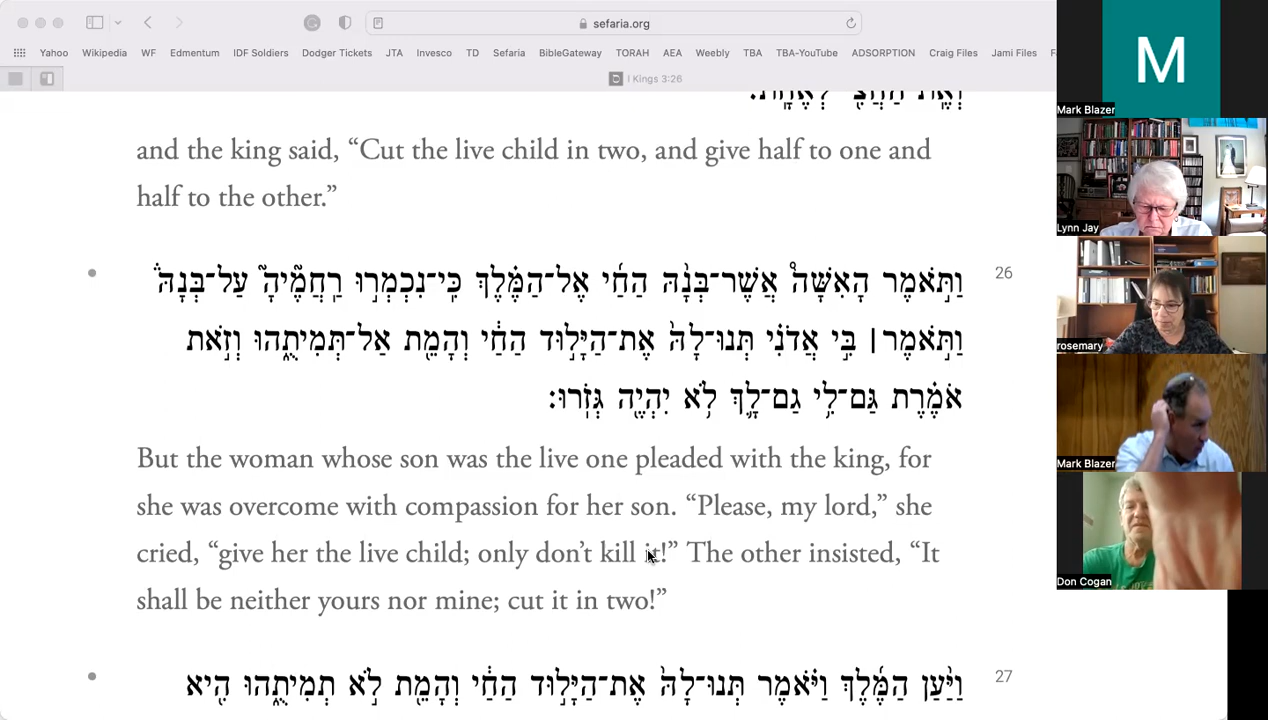 sefaria.org
Yahoo Wikipedia WF Edmentum IDF Soldiers Dodger Tickets JTA Invesco TD Sefaria BibleGateway TORAH AEA Weebly TBA TBA-YouTube ADSORPTION Craig Files Jami Files
i Kings 3:26
and the king said, “Cut the live child in two, and give half to one and
half to the other.”
26
וַתֹּ֣אמֶר הָאִשָּׁה֩ אֲשֶׁר־בְּנָ֨הּ הַחַ֜י אֶל־הַמֶּ֗לֶךְ כִּֽי־נִכְמְר֣וּ רַחֲמֶ֘יהָ֮ עַל־בְּנָהּ֒
וַתֹּ֣אמֶר׀ בִּ֣י אֲדֹנִ֗י תְּנוּ־לָהּ֙ אֶת־הַיָּל֣וּד הַחַ֔י וְהָמֵ֖ת אַל־תְּמִיתֻ֑הוּ וְזֹ֣את
אֹמֶ֗רֶת גַּם־לִ֥י גַם־לָ֛ךְ לֹ֥א יִהְיֶ֖ה גְּזֹֽרוּ׃
But the woman whose son was the live one pleaded with the king, for
she was overcome with compassion for her son. “Please, my lord,” she
cried, “give her the live child; only don’t kill it!” The other insisted, “It
shall be neither yours nor mine; cut it in two!”
27
וַיַּ֨עַן הַמֶּ֜לֶךְ וַיֹּ֗אמֶר תְּנוּ־לָהּ֙ אֶת־הַיָּל֣וּד הַחַ֔י וְהָמֵ֖ת לֹ֣א תְמִיתֻ֑הוּ הִ֖יא
M
Mark Blazer
Lynn Jay
rosemary
Mark Blazer
Don Cogan